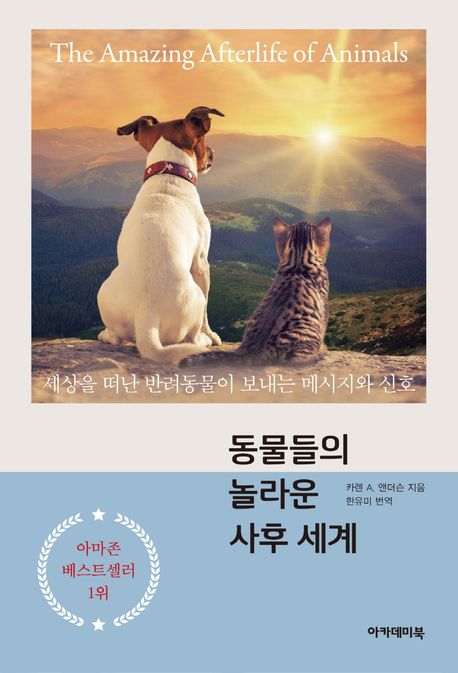 The Amazing Afterlife of Animals
세상을 떠난 반려동물이 보내는 메시지와 신호
동물들의
놀라운
사후 세계
카렌 A. 앤더슨 지음
한유미 번역
아마존
베스트셀러
1위
아카데미북